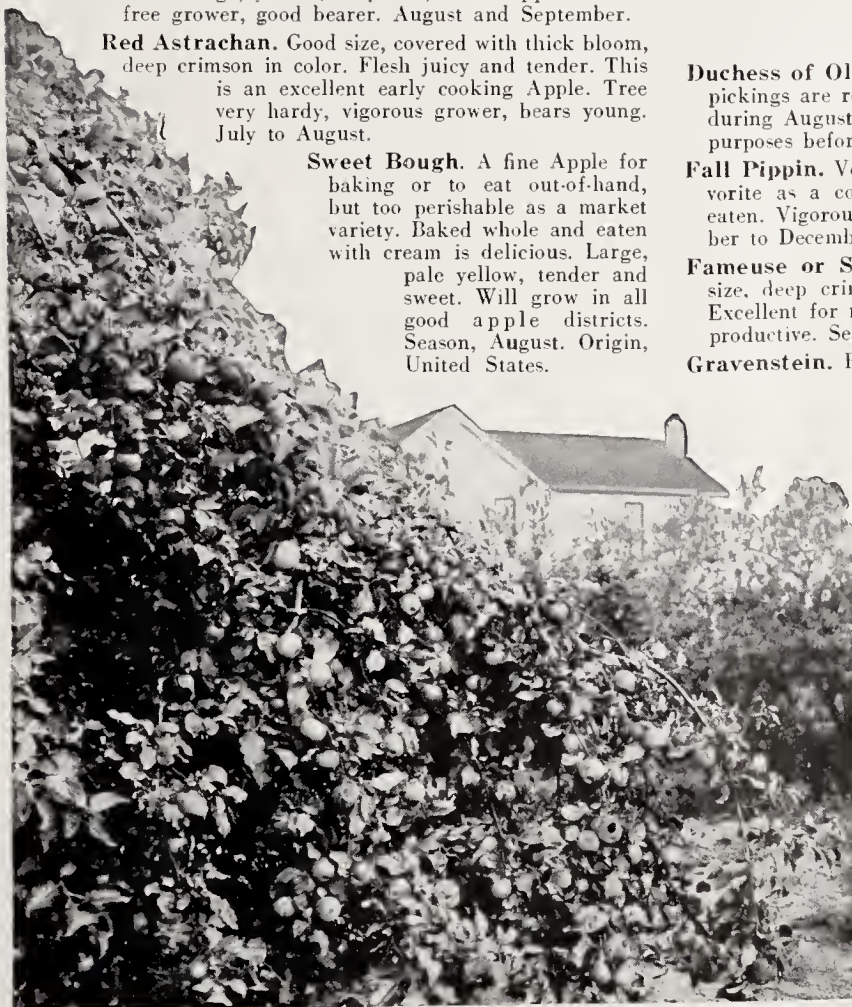 free grower, good bearer. August and September.
Red Astrachan. Good size, covered with thick bloom,
deep crimson in color. Flesh juicy and tender. This
is an excellent early cooking Apple. Tree
very hardy, vigorous grower, bears young.
July to August.
Sweet Bough. A fine Apple for
baking or to eat out-of-hand,
but too perishable as a market
variety. Baked whole and eaten
with cream is delicious. Large,
pale yellow, tender and
sweet. Will grow in all
good apple districts.
Season, August. Origin,
United States.
Duchess of Ol
pickings are r
during August
purposes befor
Fall Pippin. V
vorite as a co
eaten. Vigorou
ber to Decemb
Fameuse or S
size, deep crin
Excellent for
productive. Se
Gravenstein.